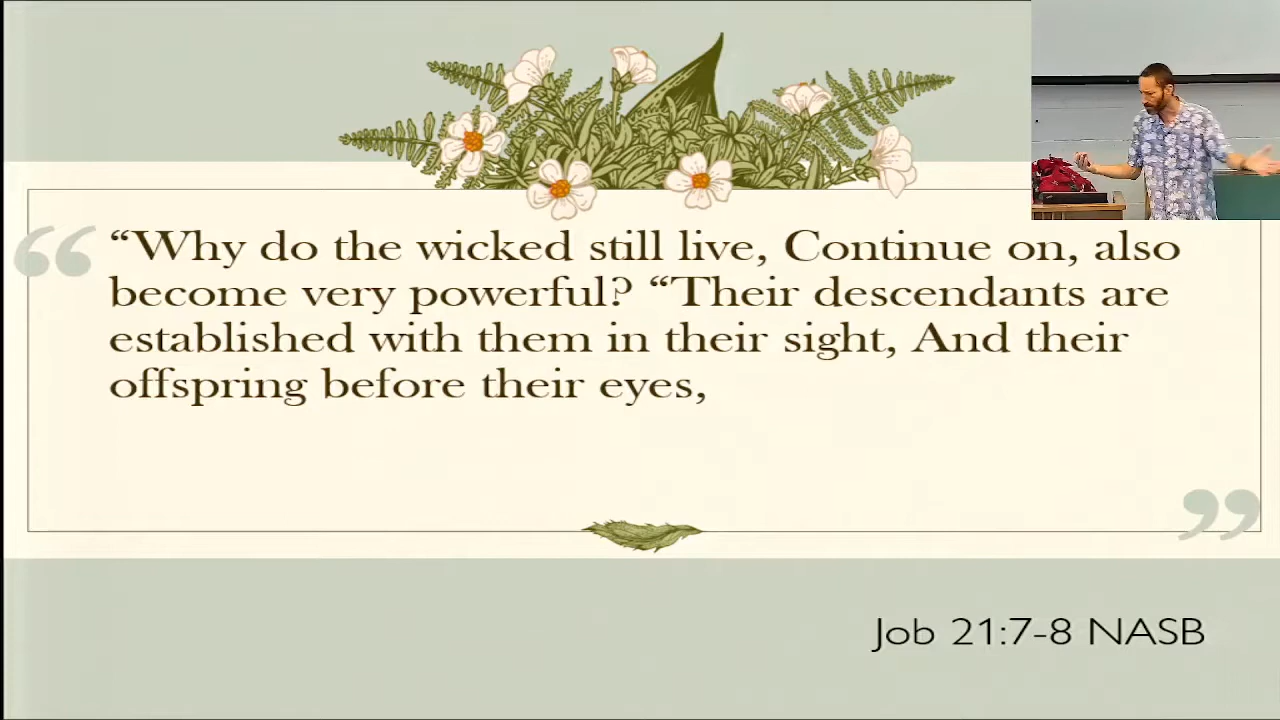 “Why do the wicked still live, Continue on, also
become very powerful? “Their descendants are
established with them in their sight, And their
offspring before their eyes,
Job 21:7-8 NASB